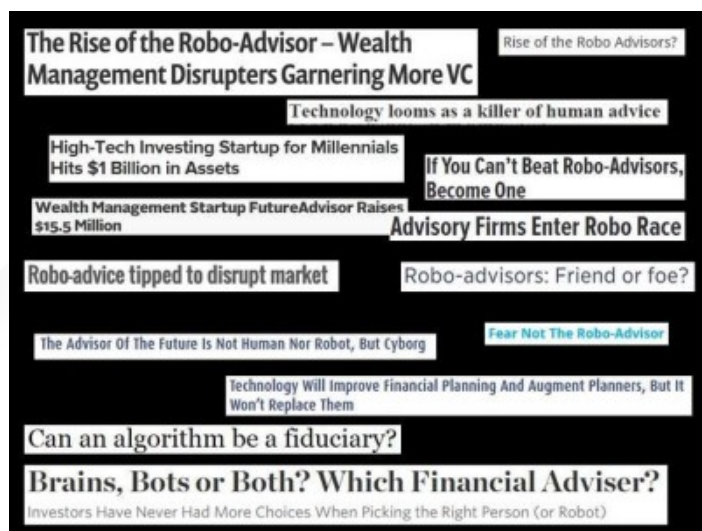 The Rise of the Robo-Advisor – Wealth
Management Disrupters Garnering More VC
Rise of the Robo Advisors?
Technology looms as a killer of human advice
High-Tech Investing Startup for Millennials
Hits $1 Billion in Assets
If You Can't Beat Robo-Advisors,
Become One
Wealth Management Startup FutureAdvisor Raises
$15.5 Million
Advisory Firms Enter Robo Race
Robo-advice tipped to disrupt market
Robo-advisors: Friend or foe?
The Advisor Of The Future Is Not Human Nor Robot, But Cyborg
Fear Not The Robo-Advisor
Technology Will Improve Financial Planning And Augment Planners, But It
Won't Replace Them
Can an algorithm be a fiduciary?
Brains, Bots or Both? Which Financial Adviser?
Investors Have Never Had More Choices When Picking the Right Person (or Robot)